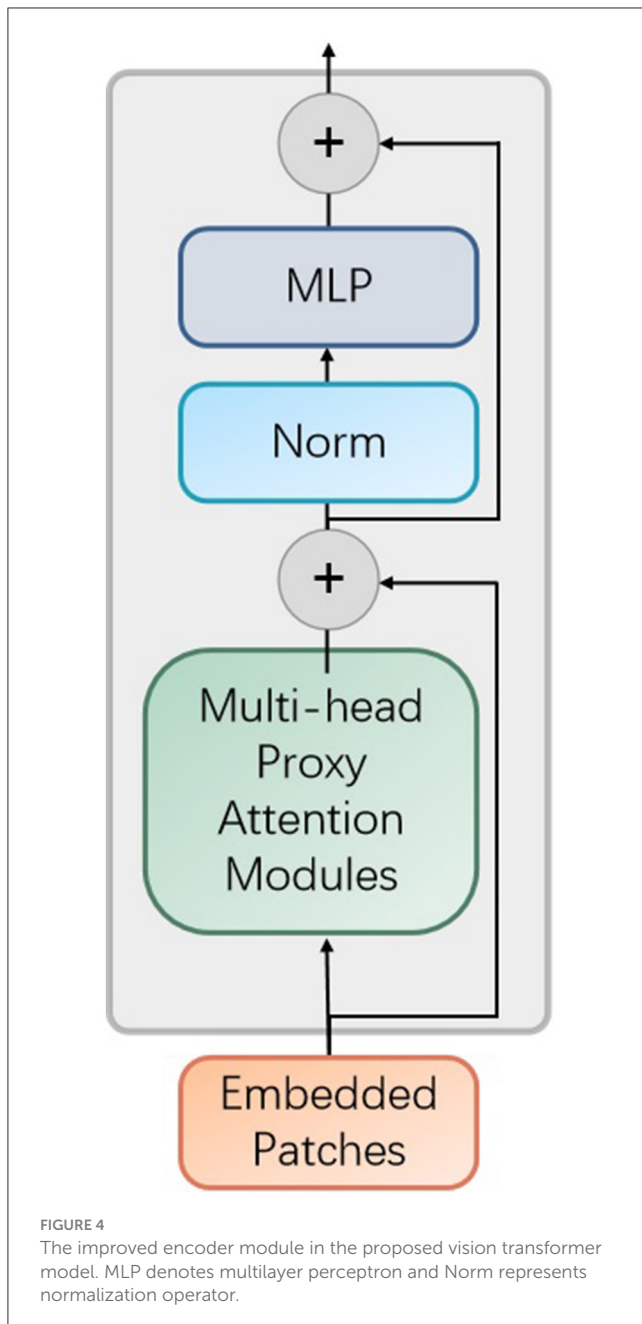 +
MLP
Norm
+
Multi-head
Proxy
Attention
Modules
Embedded
Patches
FIGURE 4
The improved encoder module in the proposed vision transformer
model. MLP denotes multilayer perceptron and Norm represents
normalization operator.